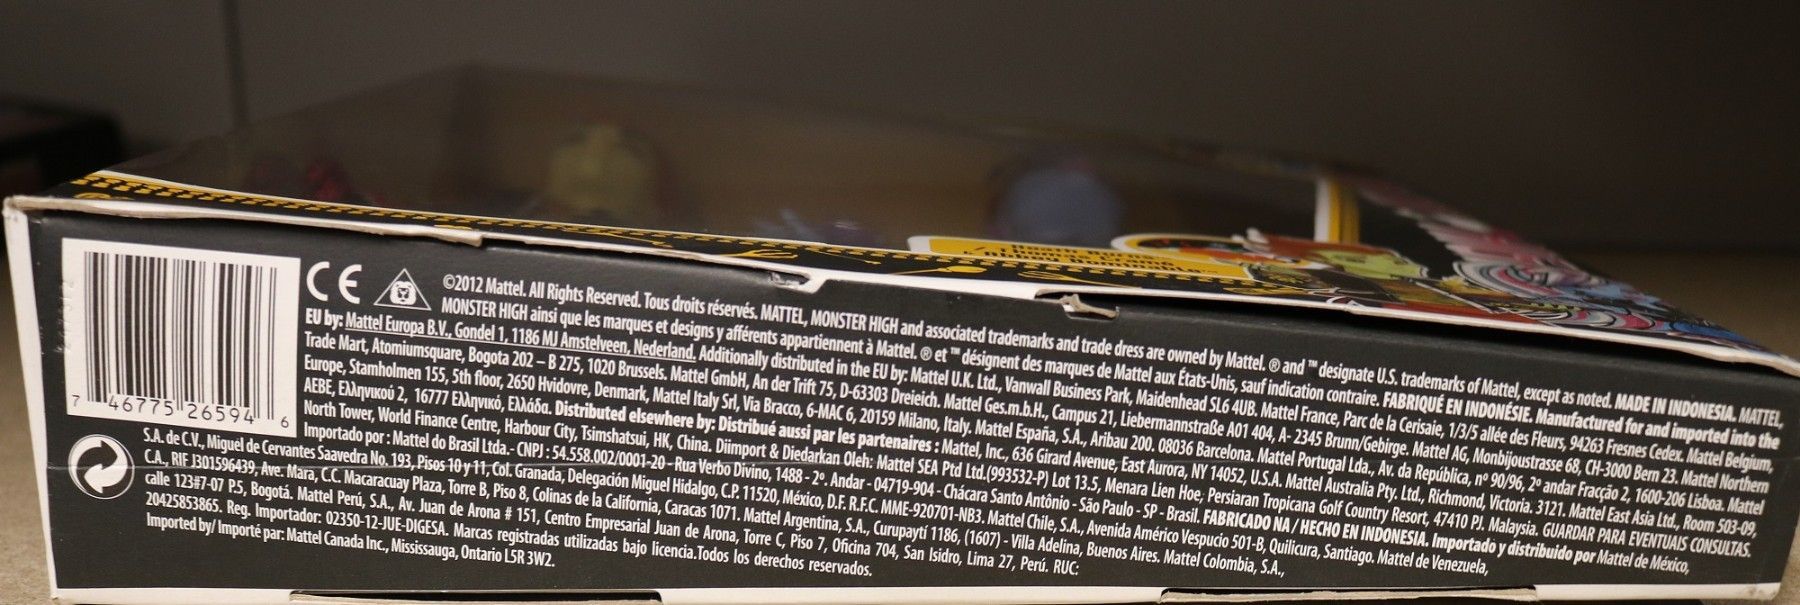 ©2012 Mattel. All Rights Reserved. Tous droits réservés. MATTEL, MONSTER HIGH and associated trademarks and trade dress are owned by Mattel. ® and ™ designate U.S. trademarks of Mattel, except as noted. MADE IN INDONESIA. MATTEL,
MONSTER HIGH ainsi que les marques et designs y afférents appartiennent à Mattel. ® et ™ désignent des marques de Mattel aux États-Unis, sauf indication contraire. FABRIQUÉ EN INDONÉSIE. Manufactured for and imported into the
EU by: Mattel Europa B.V., Gondel 1, 1186 MJ Amstelveen, Nederland. Additionally distributed in the EU by: Mattel U.K. Ltd., Vanwall Business Park, Maidenhead SL6 4UB. Mattel France, Parc de la Cerisaie, 1/3/5 allée des Fleurs, 94263 Fresnes Cedex. Mattel Belgium,
Trade Mart, Atomiumsquare, Bogota 202 – B 275, 1020 Brussels. Mattel GmbH, An der Trift 75, D-63303 Dreieich. Mattel Ges.m.b.H., Campus 21, Liebermannstraße A01 404, A- 2345 Brunn/Gebirge. Mattel AG, Monbijoustrasse 68, CH-3000 Bern 23. Mattel Northern
Europe, Stamholmen 155, 5th floor, 2650 Hvidovre, Denmark, Mattel Italy Srl, Via Bracco, 6-MAC 6, 20159 Milano, Italy. Mattel España, S.A., Aribau 200. 08036 Barcelona. Mattel Portugal Lda., Av. da República, nº 90/96, 2º andar Fracção 2, 1600-206 Lisboa. Mattel
AEBE, Ελληνικού 2, 16777 Ελληνικό, Ελλάδα. Distributed elsewhere by: Distribué aussi par les partenaires : Mattel, Inc., 636 Girard Avenue, East Aurora, NY 14052, U.S.A. Mattel Australia Pty. Ltd., Richmond, Victoria. 3121. Mattel East Asia Ltd., Room 503-09,
North Tower, World Finance Centre, Harbour City, Tsimshatsui, HK, China. Diimport & Diedarkan Oleh: Mattel SEA Ptd Ltd.(993532-P) Lot 13.5, Menara Lien Hoe, Persiaran Tropicana Golf Country Resort, 47410 PJ. Malaysia. GUARDAR PARA EVENTUAIS CONSULTAS.
Importado por : Mattel do Brasil Ltda.- CNPJ : 54.558.002/0001-20 - Rua Verbo Divino, 1488 - 2º. Andar - 04719-904 - Chácara Santo Antônio - São Paulo - SP - Brasil. FABRICADO NA / HECHO EN INDONESIA. Importado y distribuido por Mattel de México,
S.A. de C.V., Miguel de Cervantes Saavedra No. 193, Pisos 10 y 11, Col. Granada, Delegación Miguel Hidalgo, C.P. 11520, México, D.F. R.F.C. MME-920701-NB3. Mattel Chile, S.A., Avenida Américo Vespucio 501-B, Quilicura, Santiago. Mattel de Venezuela,
C.A., RIF J301596439, Ave. Mara, C.C. Macaracuay Plaza, Torre B, Piso 8, Colinas de la California, Caracas 1071. Mattel Argentina, S.A., Curupaytí 1186, (1607) - Villa Adelina, Buenos Aires. Mattel Colombia, S.A.,
calle 123#7-07 P.5, Bogotá. Mattel Perú, S.A., Av. Juan de Arona # 151, Centro Empresarial Juan de Arona, Torre C, Piso 7, Oficina 704, San Isidro, Lima 27, Perú. RUC:
20425853865. Reg. Importador: 02350-12-JUE-DIGESA. Marcas registradas utilizadas bajo licencia.Todos los derechos reservados.
Imported by/ Importé par: Mattel Canada Inc., Mississauga, Ontario L5R 3W2.
7 46775 26594 6
CE